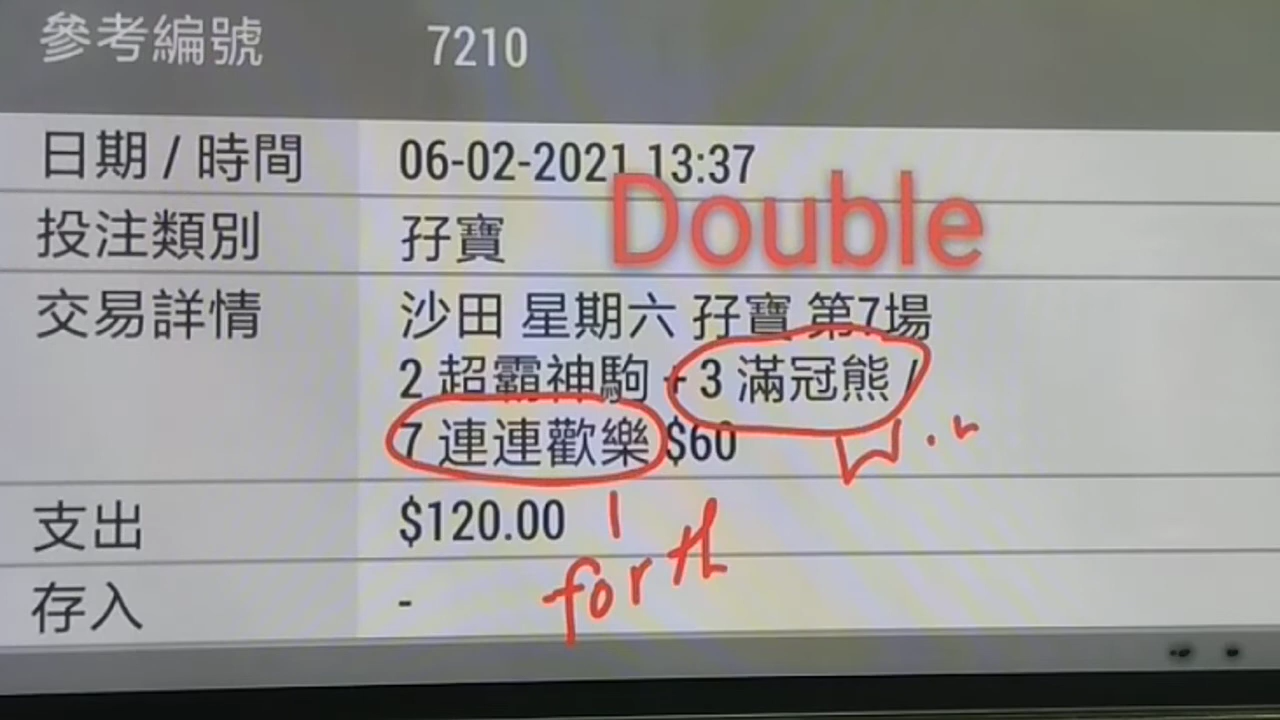 參考編號 7210
日期 / 時間 06-02-2021 13:37
Double
投注類別 孖寶
交易詳情 沙田 星期六 孖寶 第7場
2 超霸神駒 + 3 滿冠熊 /
7 連連歡樂 $60
支出 $120.00
forth
存入 -